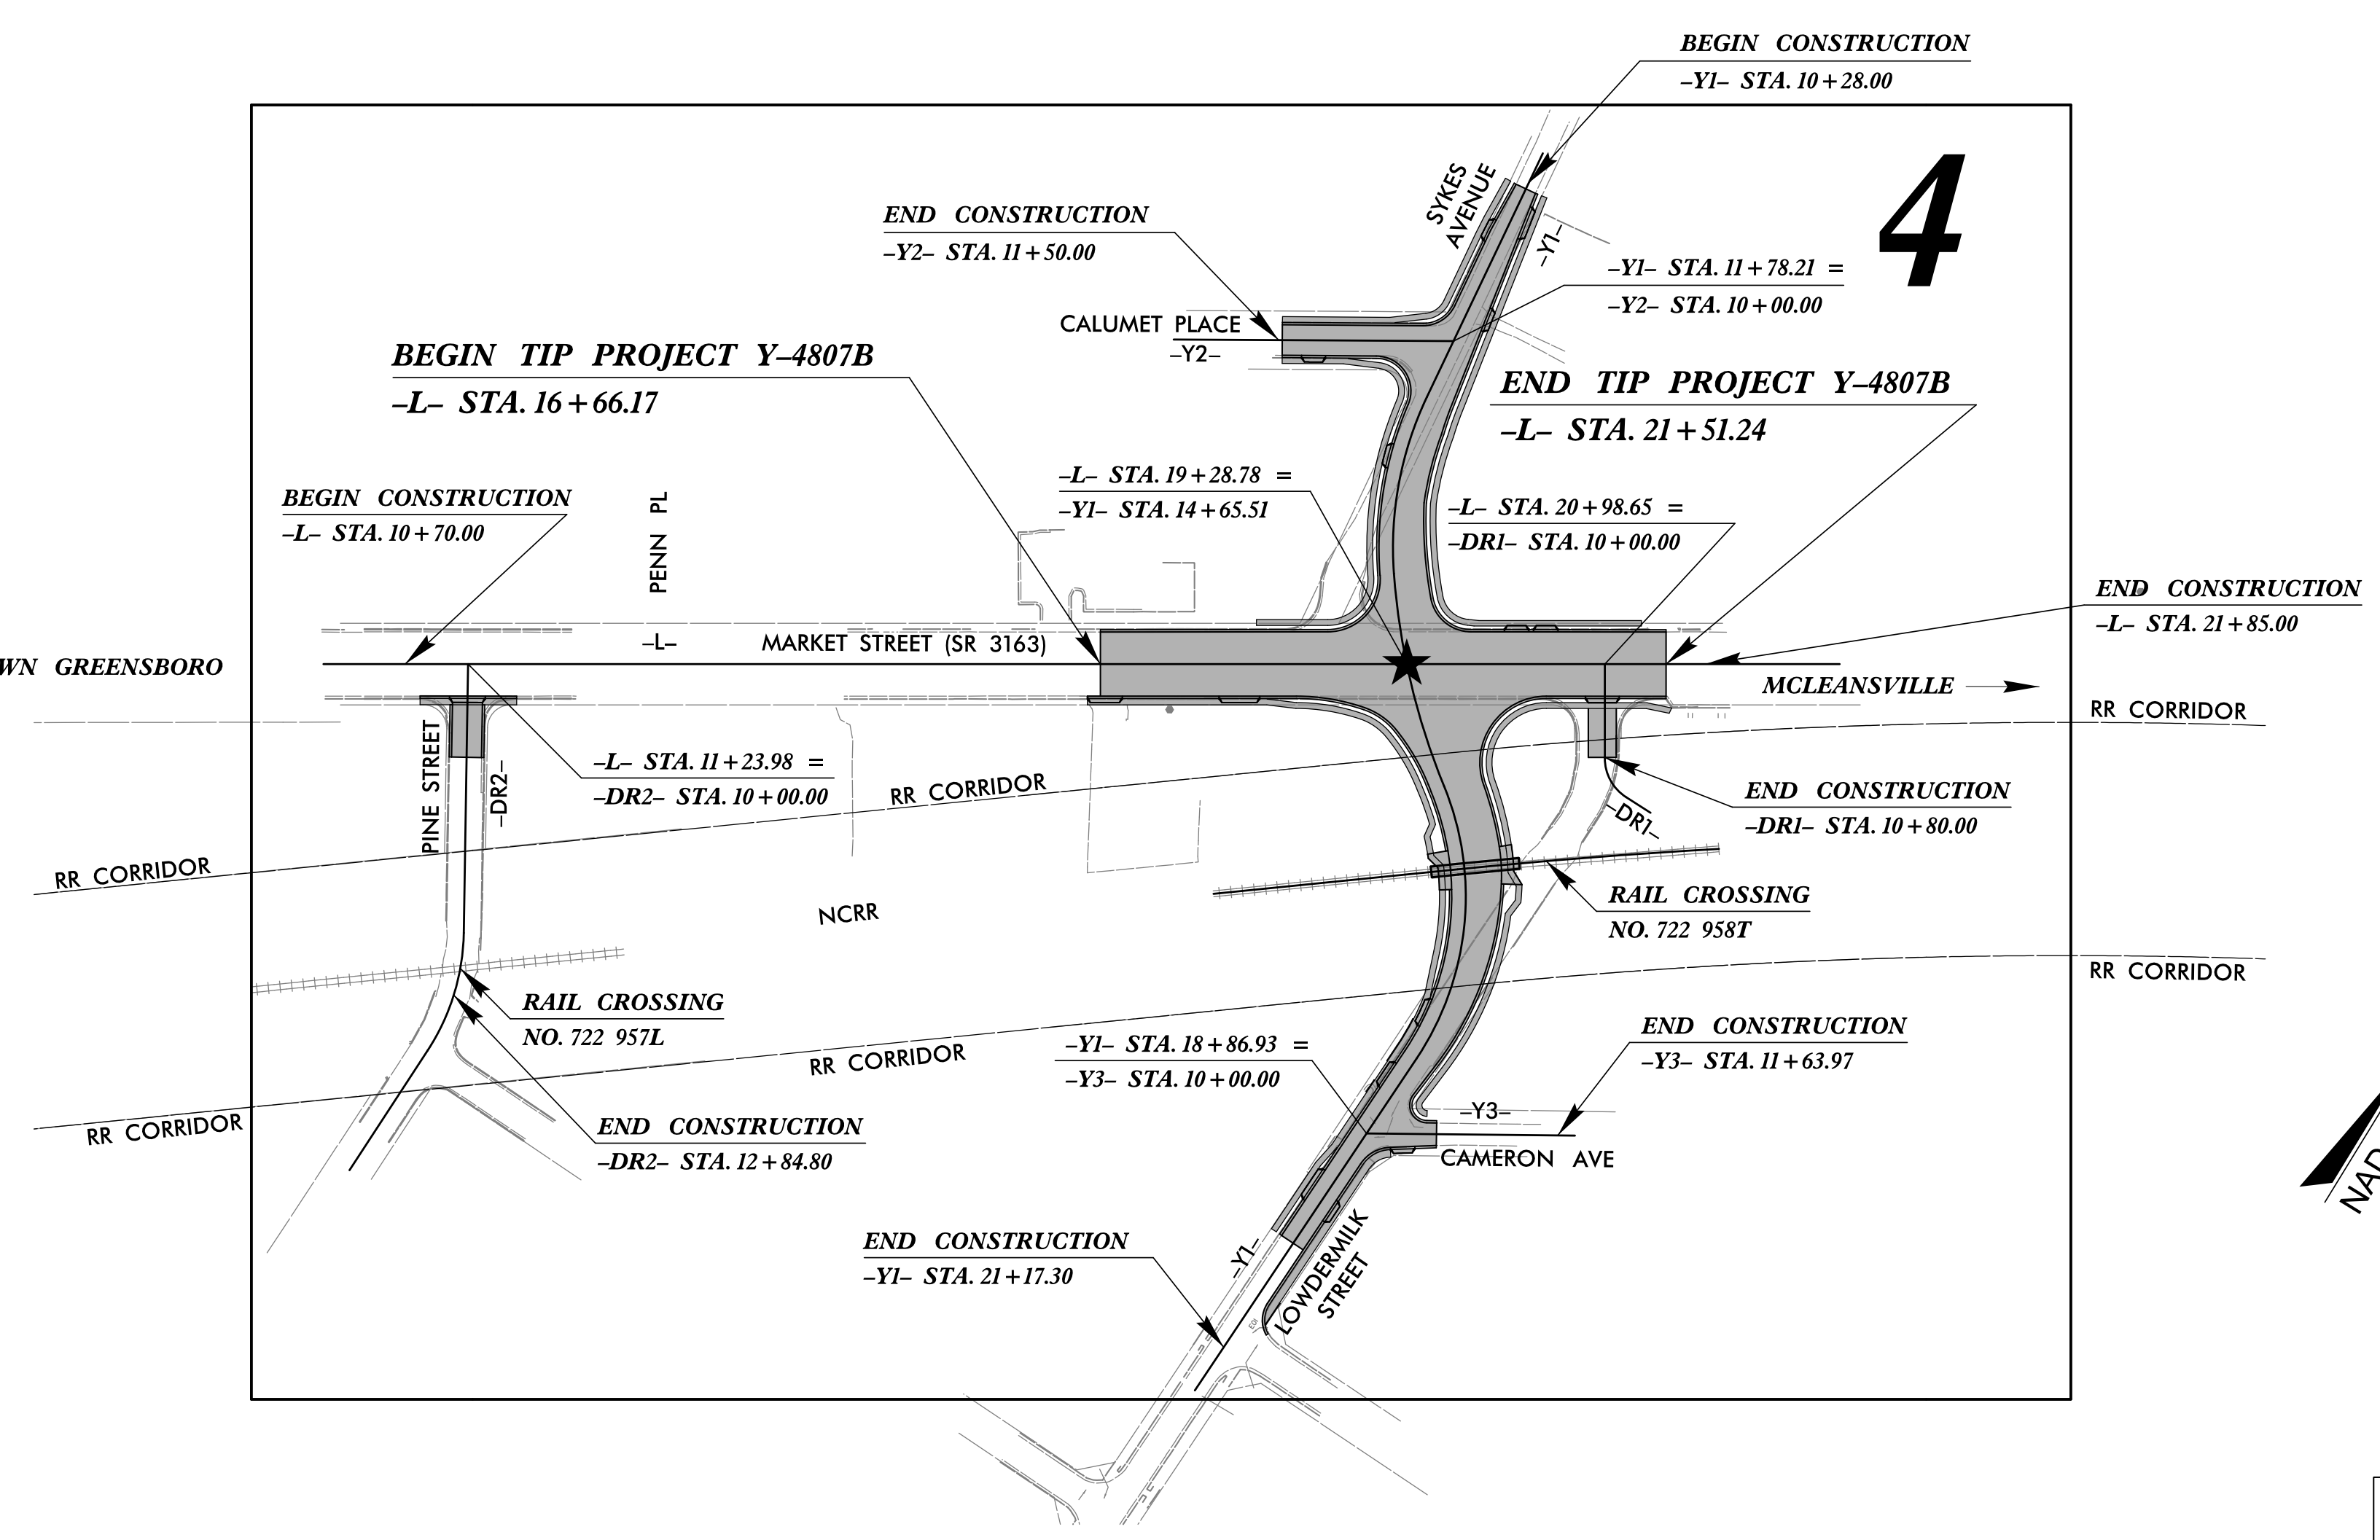 BEGIN CONSTRUCTION
–Y1– STA. 10+28.00
4
SYKES
AVENUE
–Y1–
END CONSTRUCTION
–Y2– STA. 11+50.00
–Y1– STA. 11+78.21 =
–Y2– STA. 10+00.00
CALUMET PLACE
–Y2–
BEGIN TIP PROJECT Y–4807B
–L– STA. 16+66.17
END TIP PROJECT Y–4807B
–L– STA. 21+51.24
–L– STA. 19+28.78 =
–Y1– STA. 14+65.51
BEGIN CONSTRUCTION
–L– STA. 10+70.00
PENN PL
–L– STA. 20+98.65 =
–DR1– STA. 10+00.00
END CONSTRUCTION
–L– STA. 21+85.00
–L–
MARKET STREET (SR 3163)
WN GREENSBORO
MCLEANSVILLE
RR CORRIDOR
PINE STREET
–DR2–
–L– STA. 11+23.98 =
–DR2– STA. 10+00.00
RR CORRIDOR
END CONSTRUCTION
–DR1– STA. 10+80.00
–DR1–
RR CORRIDOR
NCRR
RAIL CROSSING
NO. 722 958T
RR CORRIDOR
RAIL CROSSING
NO. 722 957L
RR CORRIDOR
–Y1– STA. 18+86.93 =
–Y3– STA. 10+00.00
END CONSTRUCTION
–Y3– STA. 11+63.97
–Y3–
CAMERON AVE
RR CORRIDOR
END CONSTRUCTION
–DR2– STA. 12+84.80
NAD
END CONSTRUCTION
–Y1– STA. 21+17.30
–Y1–
LOWDERMILK
STREET